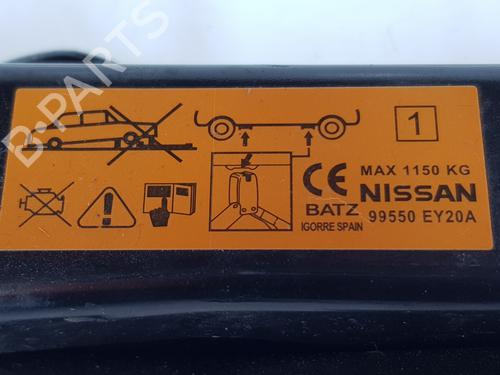 B-PARTS
1
MAX 1150 KG
CE NISSAN
BATZ 99550 EY20A
IGORRE SPAIN